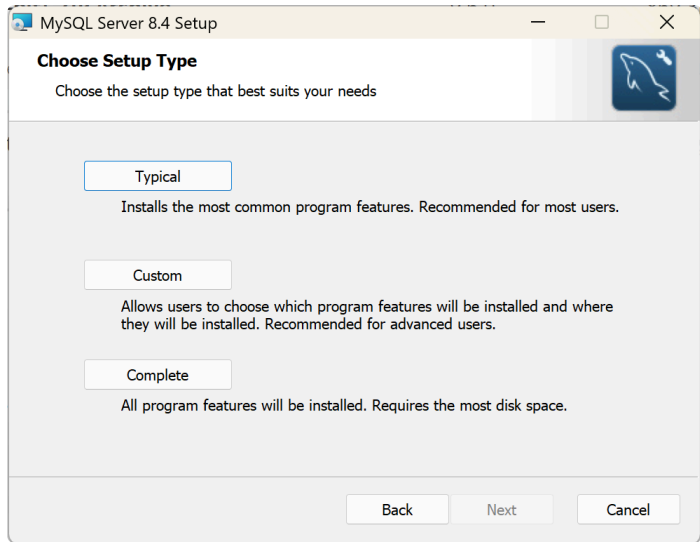 MySQL Server 8.4 Setup
Choose Setup Type
Choose the setup type that best suits your needs
Typical
Installs the most common program features. Recommended for most users.
Custom
Allows users to choose which program features will be installed and where
they will be installed. Recommended for advanced users.
Complete
All program features will be installed. Requires the most disk space.
Back Next Cancel